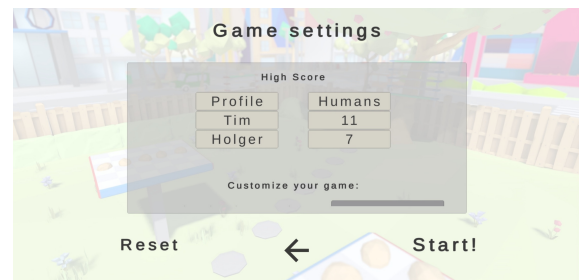 Game settings
High Score
Profile Humans
Tim 11
Holger 7
Customize your game:
Reset Start!